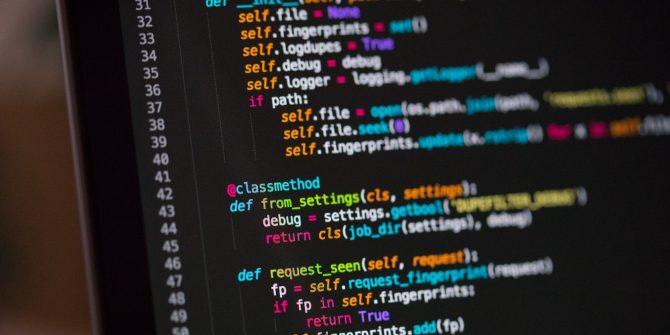 31 def __init__(self,
32 self.file = None
33 self.fingerprints = set()
34 self.logdupes = True
35 self.debug = debug
36 self.logger = logging.getLogger(__name__)
37 if path:
38 self.file = open(os.path.join(path, 'requests.seen'),
39 self.file.seek(0)
40 self.fingerprints.update(x.rstrip() for x in self.file
41
42 @classmethod
43 def from_settings(cls, settings):
44 debug = settings.getbool('DUPEFILTER_DEBUG')
45 return cls(job_dir(settings), debug)
46
47 def request_seen(self, request):
48 fp = self.request_fingerprint(request)
49 if fp in self.fingerprints:
50 return True
self.fingerprints.add(fp)